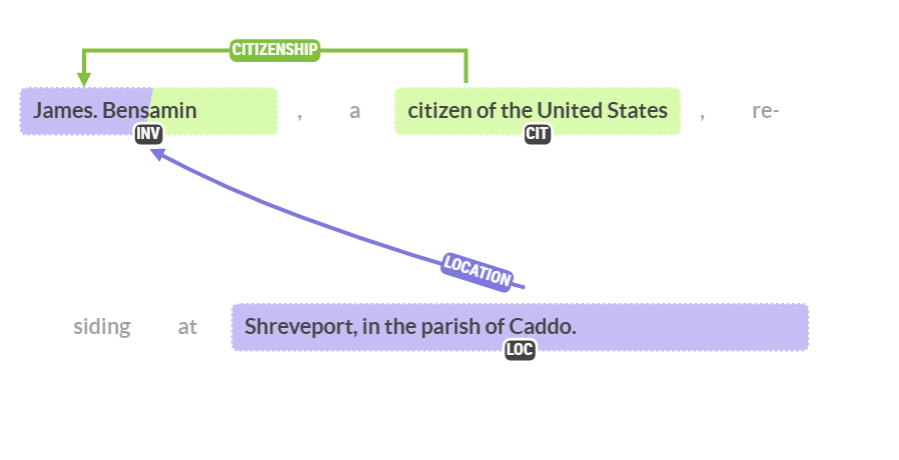 CITIZENSHIP
James. Bensamin , a citizen of the United States , re-
INV CIT
LOCATION
siding at Shreveport, in the parish of Caddo.
LOC